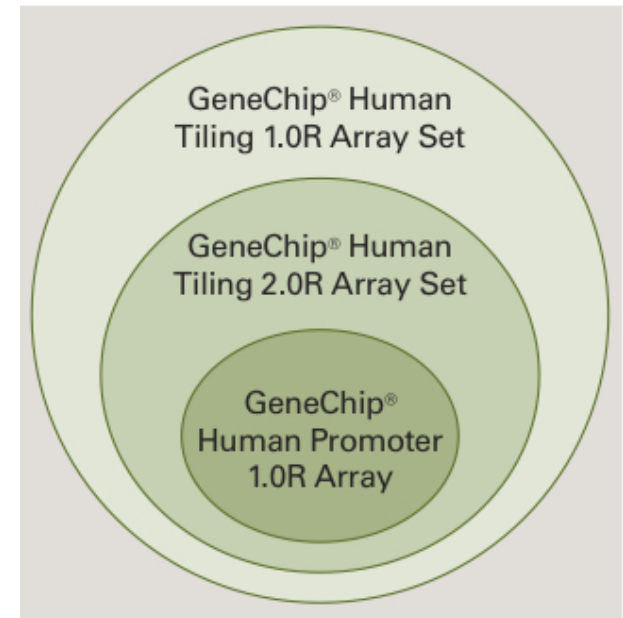 GeneChip® Human
Tiling 1.0R Array Set
GeneChip® Human
Tiling 2.0R Array Set
GeneChip®
Human Promoter
1.0R Array